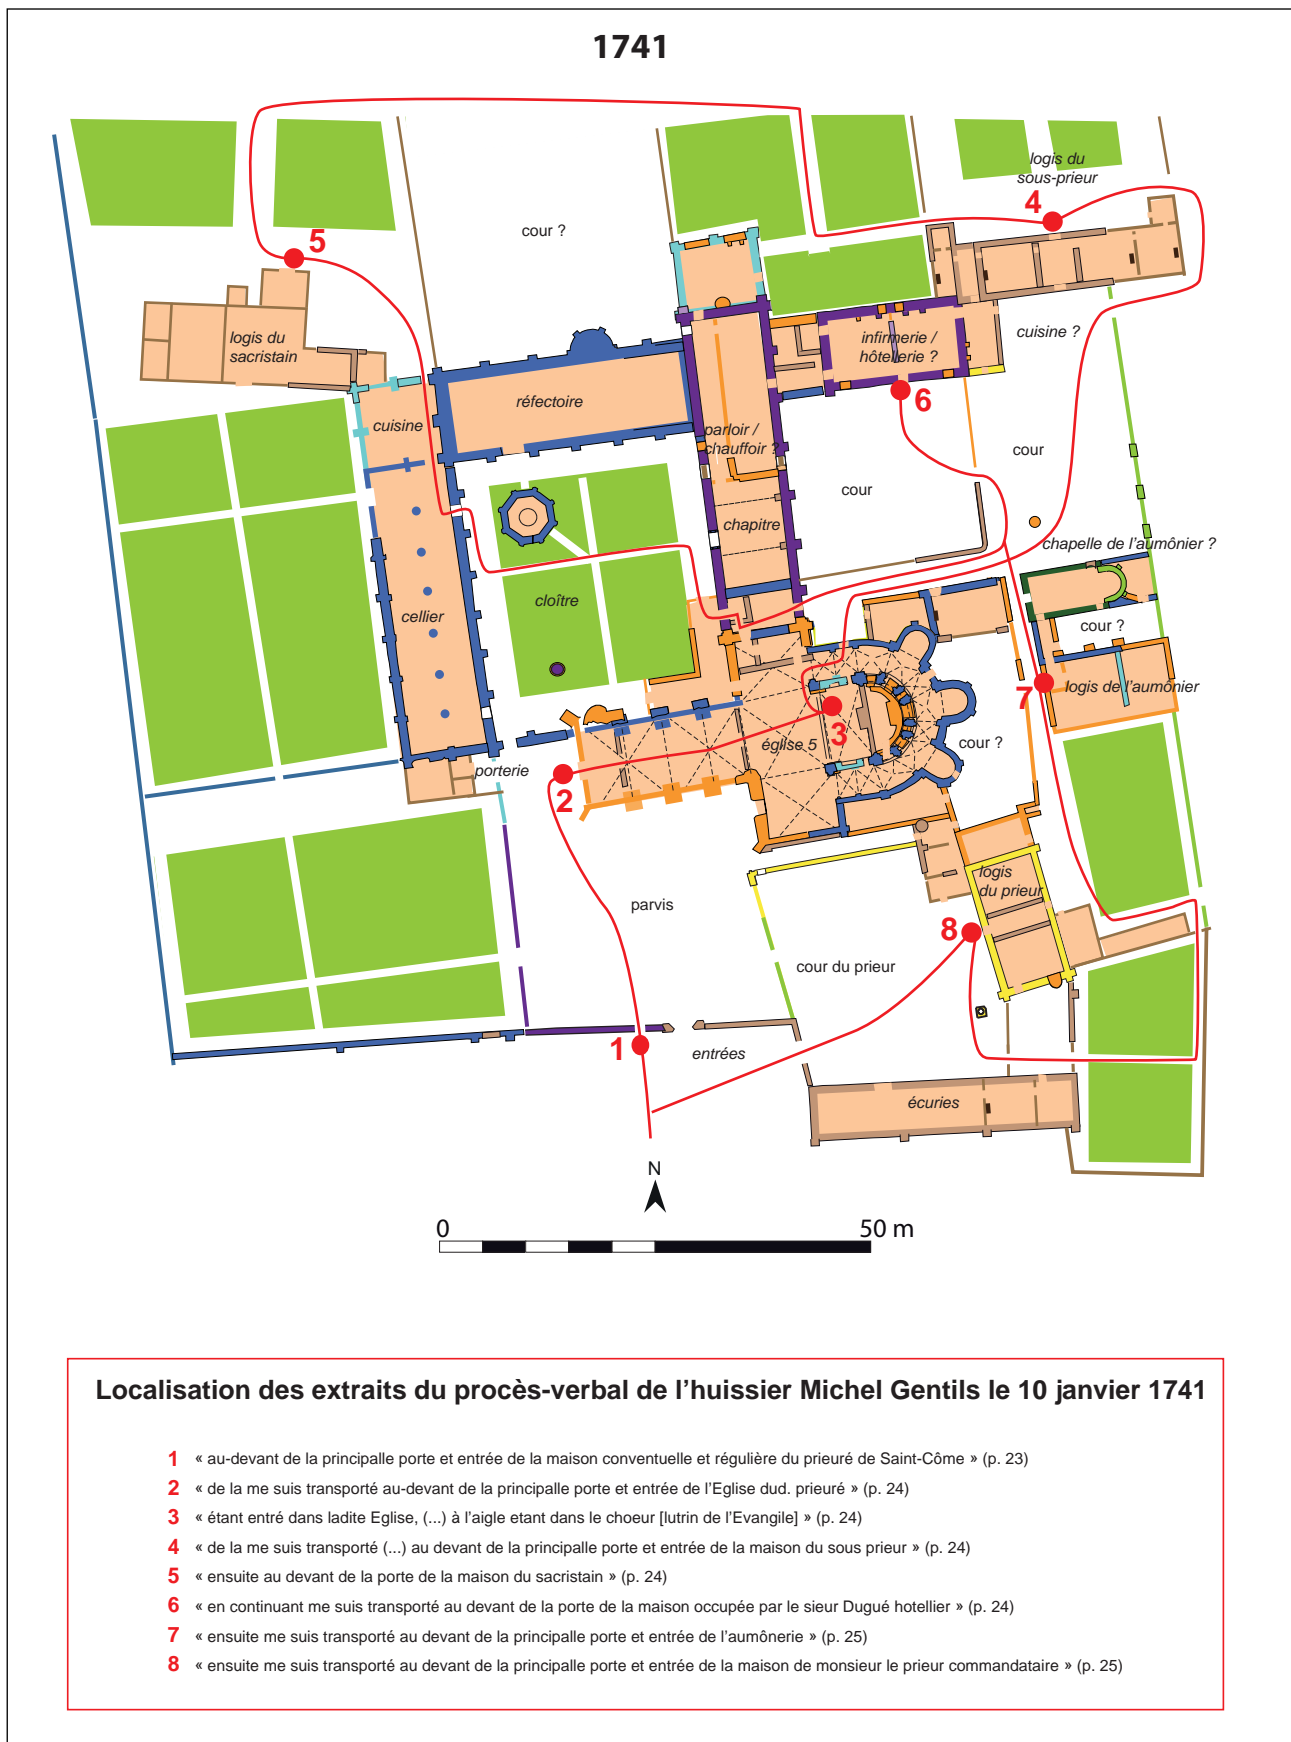 1741
logis du
sous-prieur
4
5
cour ?
logis du
sacristain
infirmerie /
hôtellerie ?
cuisine ?
6
réfectoire
cuisine
parloir /
chauffoir ?
cour
cour
chapitre
chapelle de l'aumônier ?
cloître
cellier
cour ?
7
logis de l'aumônier
3
église 5
cour ?
porterie
2
logis
du prieur
parvis
8
cour du prieur
1
entrées
écuries
N
0
50 m
Localisation des extraits du procès-verbal de l'huissier Michel Gentils le 10 janvier 1741
1 « au-devant de la principalle porte et entrée de la maison conventuelle et régulière du prieuré de Saint-Côme » (p. 23)
2 « de la me suis transporté au-devant de la principalle porte et entrée de l'Eglise dud. prieuré » (p. 24)
3 « étant entré dans ladite Eglise, (...) à l'aigle etant dans le choeur [lutrin de l'Evangile] » (p. 24)
4 « de la me suis transporté (...) au devant de la principalle porte et entrée de la maison du sous prieur » (p. 24)
5 « ensuite au devant de la porte de la maison du sacristain » (p. 24)
6 « en continuant me suis transporté au devant de la porte de la maison occupée par le sieur Dugué hotellier » (p. 24)
7 « ensuite me suis transporté au devant de la principalle porte et entrée de l'aumônerie » (p. 25)
8 « ensuite me suis transporté au devant de la principalle porte et entrée de la maison de monsieur le prieur commandataire » (p. 25)